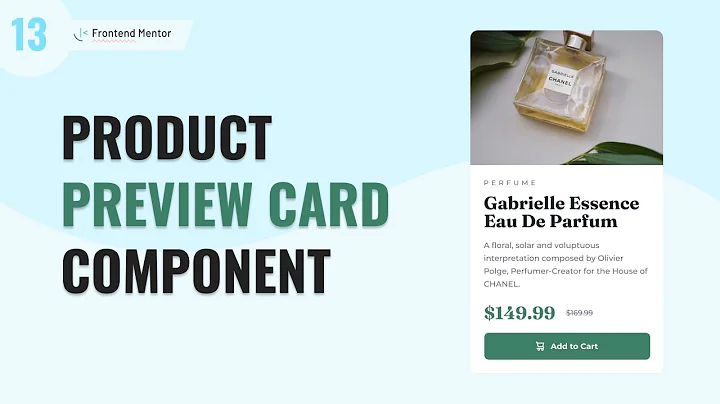 13
Frontend Mentor
PRODUCT
PREVIEW CARD
COMPONENT
GABRIELLE
CHANEL
PERFUME
Gabrielle Essence
Eau De Parfum
A floral, solar and voluptuous
interpretation composed by Olivier
Polge, Perfumer-Creator for the House of
CHANEL.
$149.99 $169.99
Add to Cart